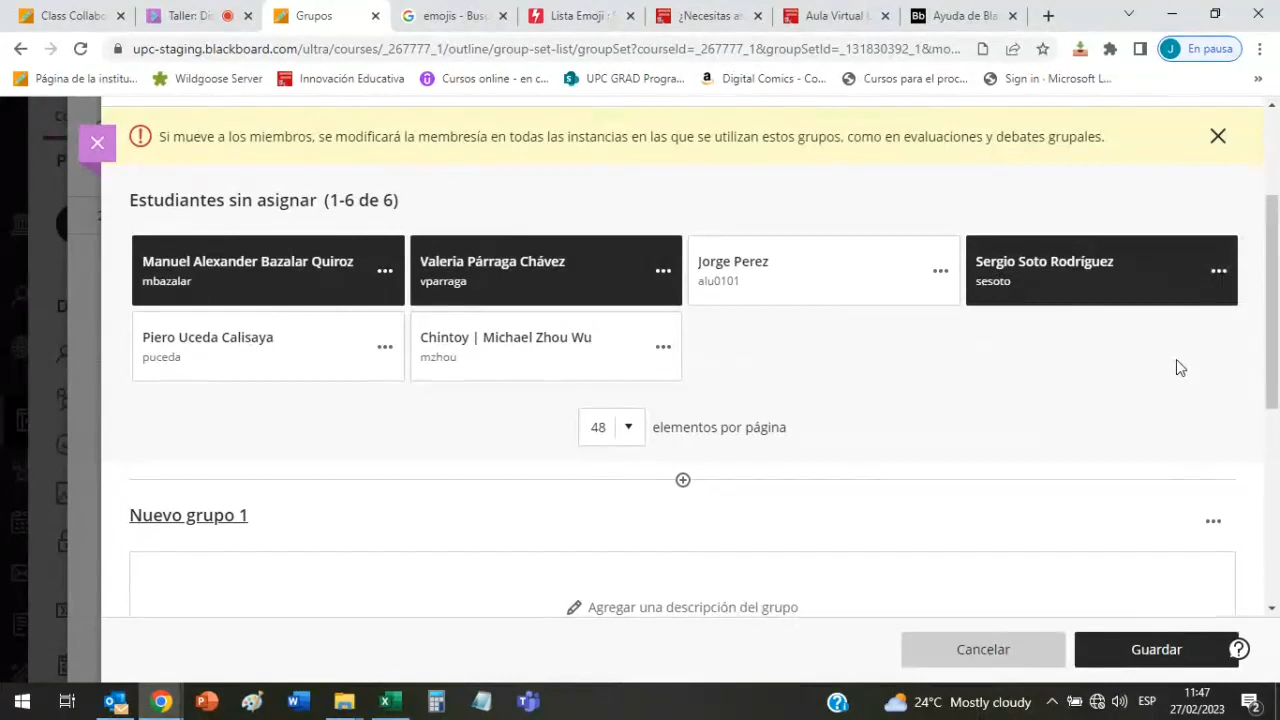 Class Collabo
Taller: Di
Grupos
emojis - Bus
Lista Emoji
¿Necesitas a
Aula Virtual
Ayuda de Bla
upc-staging.blackboard.com/ultra/courses/_267777_1/outline/group-set-list/groupSet?courseId=_267777_1&groupSetId=_131830392_1&mo...
En pausa
Página de la institu...
Wildgoose Server
Innovación Educativa
Cursos online - en c...
UPC GRAD Progra...
Digital Comics - Co...
Cursos para el proc...
Sign in · Microsoft L...
Si mueve a los miembros, se modificará la membresía en todas las instancias en las que se utilizan estos grupos, como en evaluaciones y debates grupales.
Estudiantes sin asignar (1-6 de 6)
Manuel Alexander Bazalar Quiroz
mbazalar
Valeria Párraga Chávez
vparraga
Jorge Perez
alu0101
Sergio Soto Rodríguez
sesoto
Piero Uceda Calisaya
puceda
Chintoy | Michael Zhou Wu
mzhou
48
elementos por página
Nuevo grupo 1
Agregar una descripción del grupo
Cancelar
Guardar
24°C Mostly cloudy
ESP
11:47
27/02/2023
2